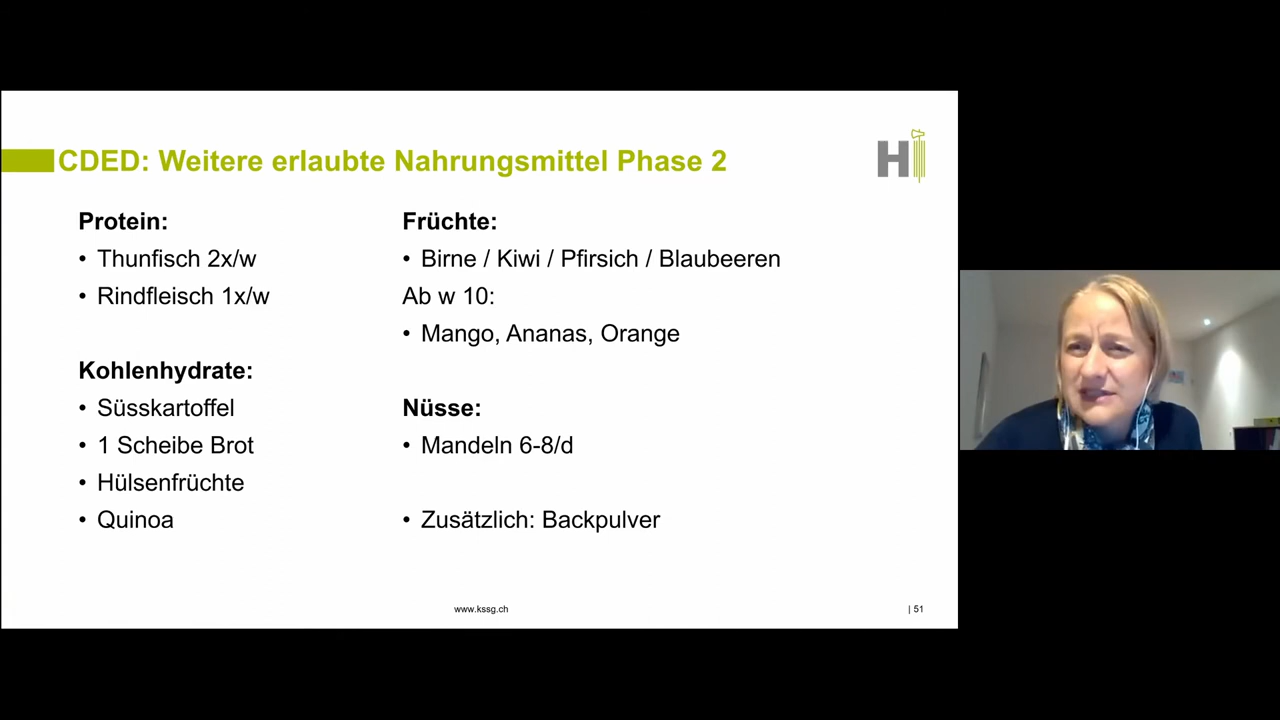 CDED: Weitere erlaubte Nahrungsmittel Phase 2
H
Protein:
• Thunfisch 2x/w
• Rindfleisch 1x/w
Kohlenhydrate:
• Süsskartoffel
• 1 Scheibe Brot
• Hülsenfrüchte
• Quinoa
Früchte:
• Birne / Kiwi / Pfirsich / Blaubeeren
Ab w 10:
• Mango, Ananas, Orange
Nüsse:
• Mandeln 6-8/d
• Zusätzlich: Backpulver
www.kssg.ch
| 51